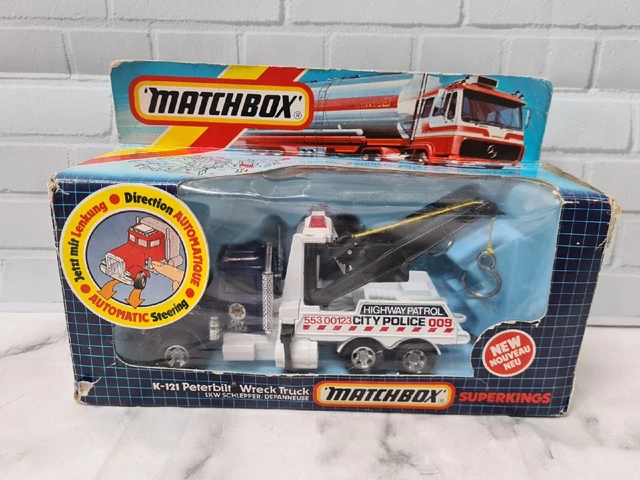 "MATCHBOX"®
Jetzt mit Lenkung • Direction AUTOMATIQUE • AUTOMATIC Steering •
HIGHWAY PATROL
553 00123 CITY POLICE 009
NEW
NOUVEAU
NEU
K-121 Peterbilt® Wreck Truck
LKW SCHLEPPER/DEPANNEUSE
"MATCHBOX"®
SUPERKINGS